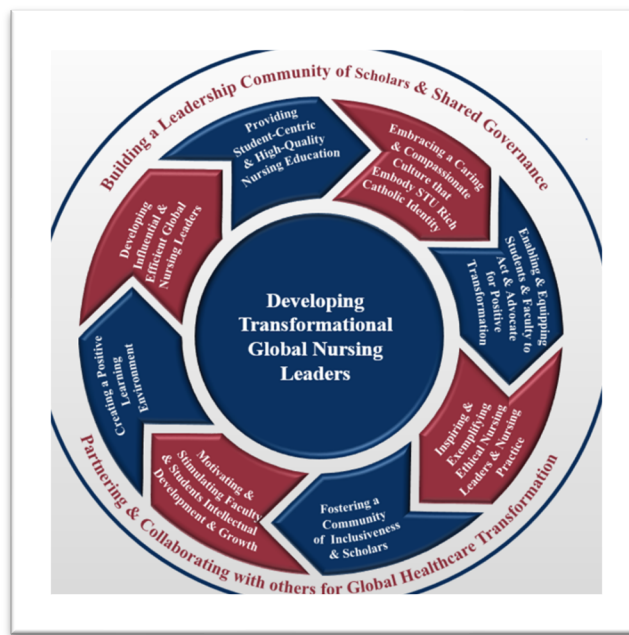 Building a Leadership Community of Scholars & Shared Governance
Providing
Student-Centric
& High-Quality
Nursing Education
Embracing a Caring
& Compassionate
Culture that
Embody STU Rich
Catholic Identity
Enabling & Equipping
Students & Faculty to
Act & Advocate
for Positive
Transformation
Inspiring &
Exemplifying
Ethical Nursing
Leaders & Nursing
Practice
Fostering a
Community
of Inclusiveness
& Scholars
Motivating &
Stimulating Faculty
& Students Intellectual
Development & Growth
Creating a Positive
Learning
Environment
Developing
Influential &
Efficient Global
Nursing Leaders
Developing
Transformational
Global Nursing
Leaders
Partnering & Collaborating with others for Global Healthcare Transformation